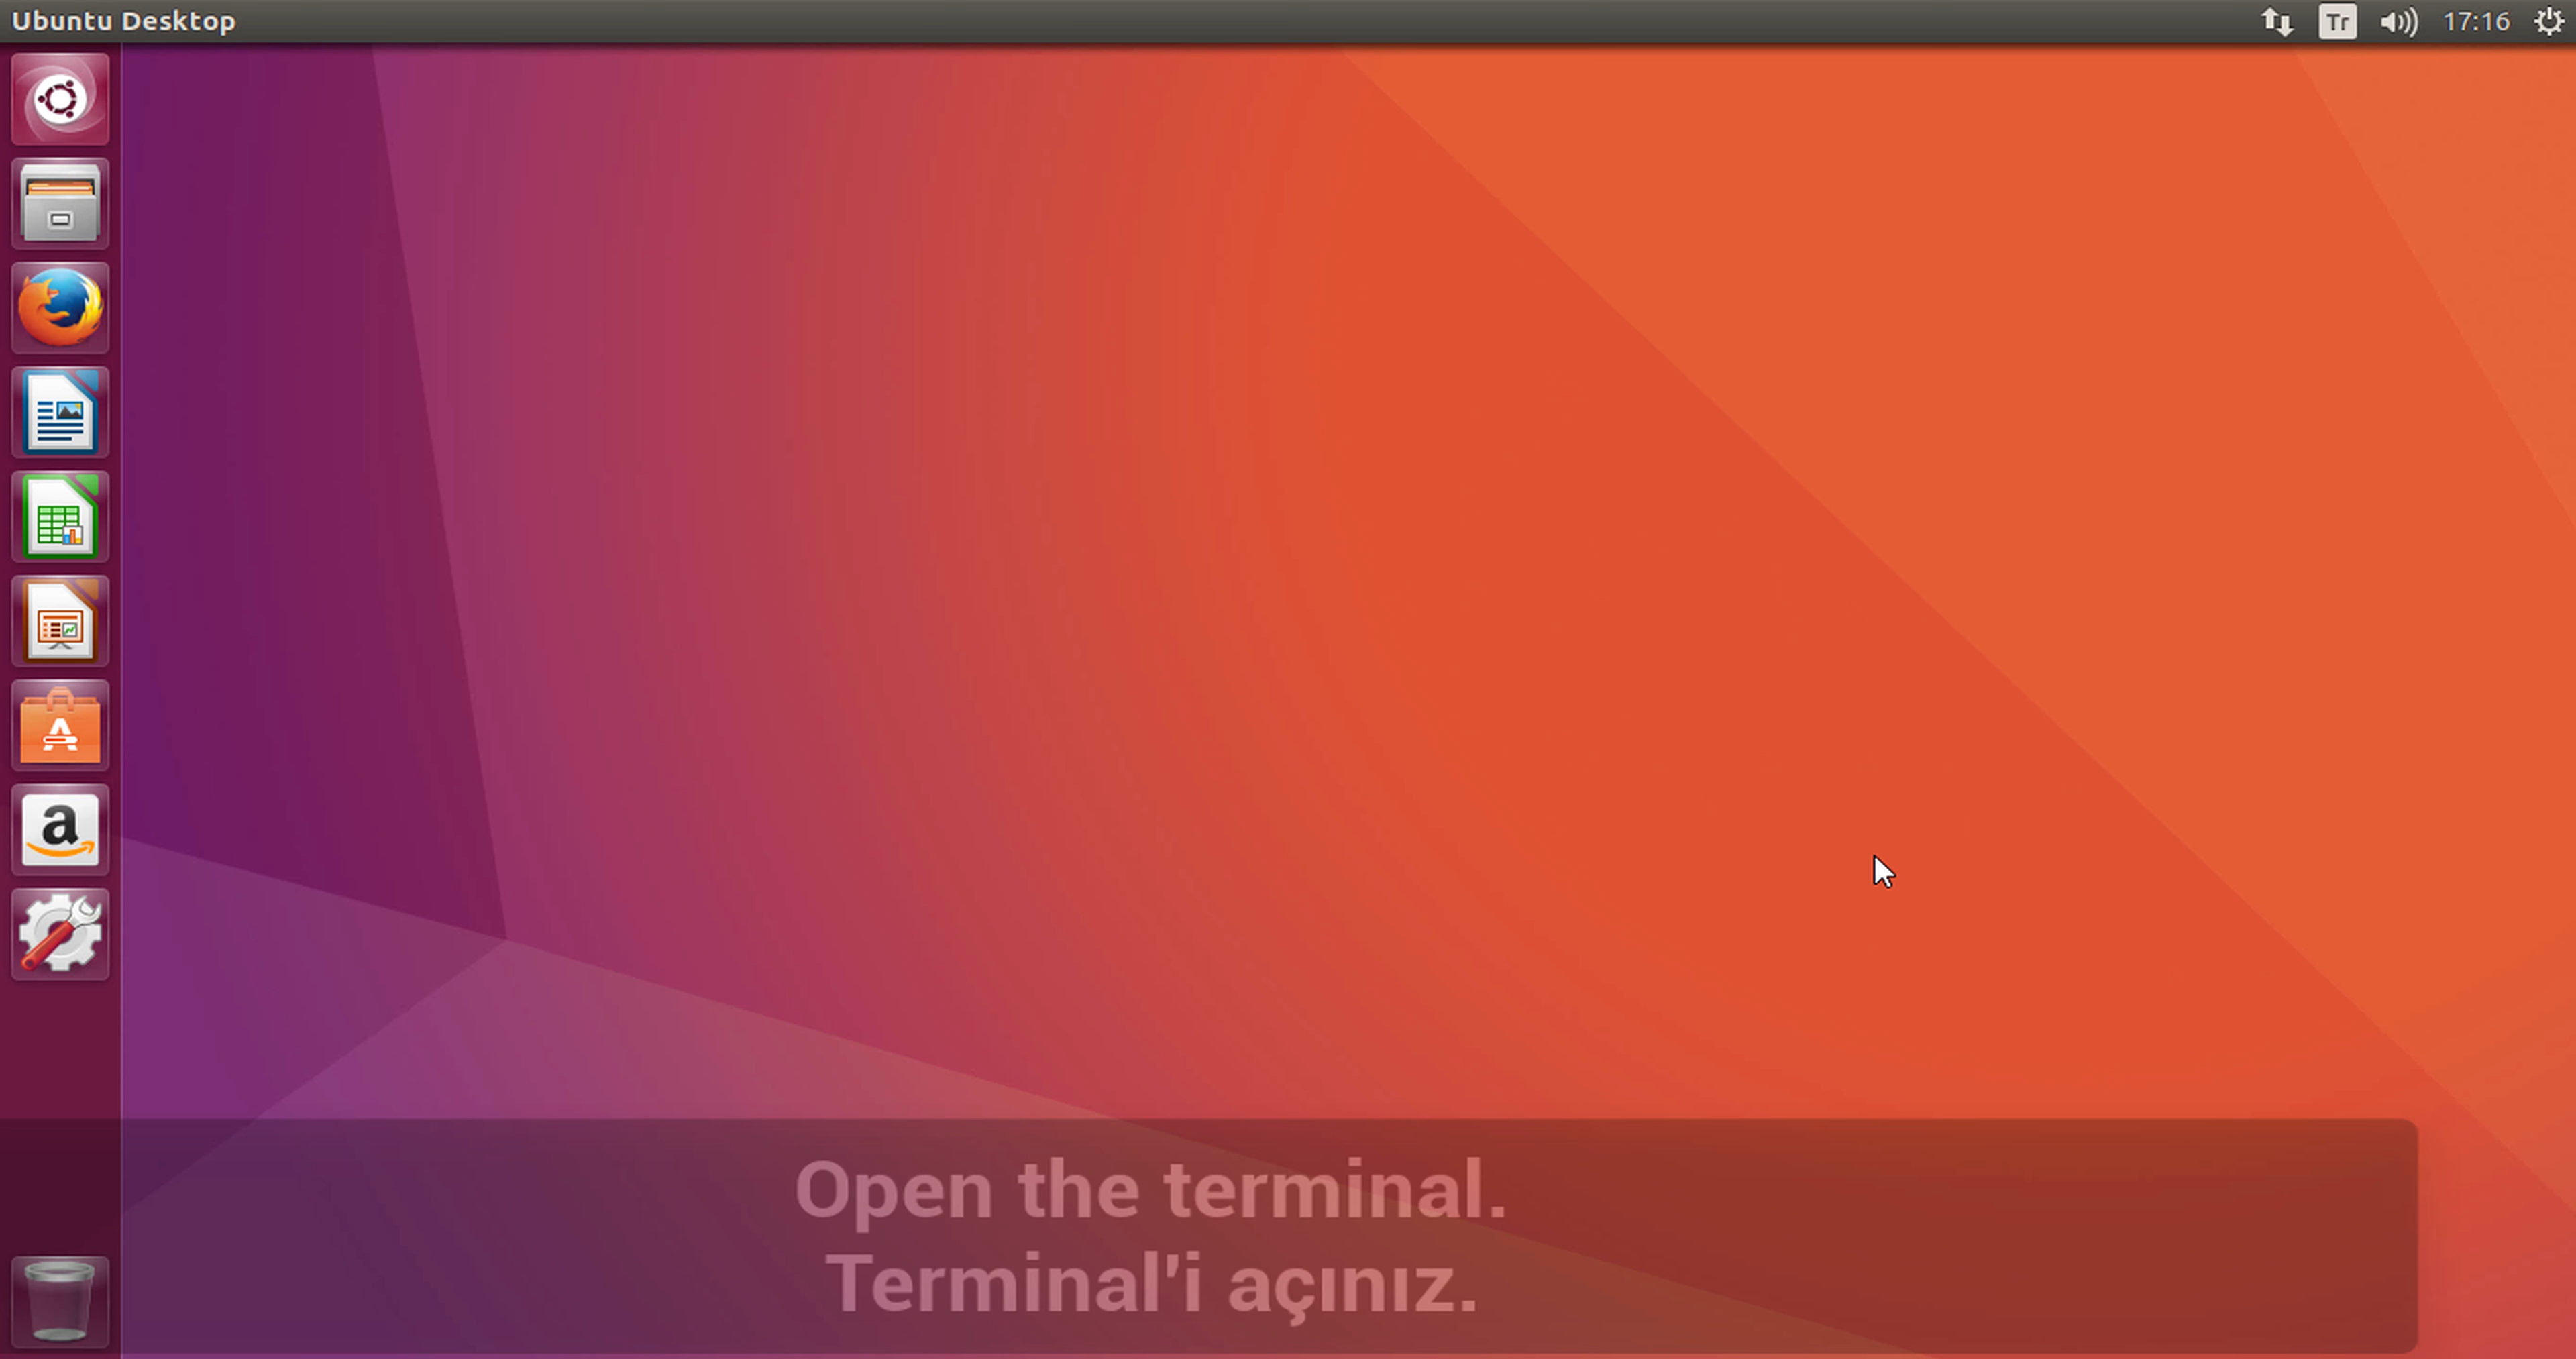 Ubuntu Desktop
Tr
17:16
a
Open the terminal.
Terminal'i açınız.